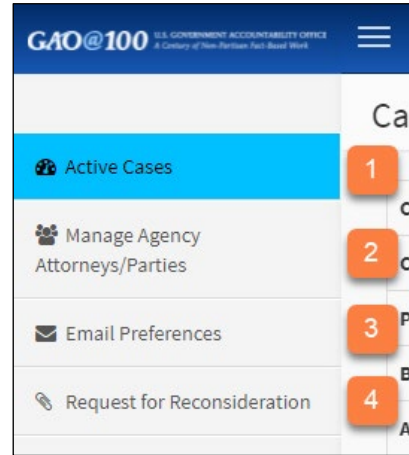 GAO@100 U.S. GOVERNMENT ACCOUNTABILITY OFFICE
A Century of Non-Partisan Fact-Based Work
Ca
Active Cases
1
Manage Agency
Attorneys/Parties
2
Email Preferences
3
P
B
Request for Reconsideration
4
A